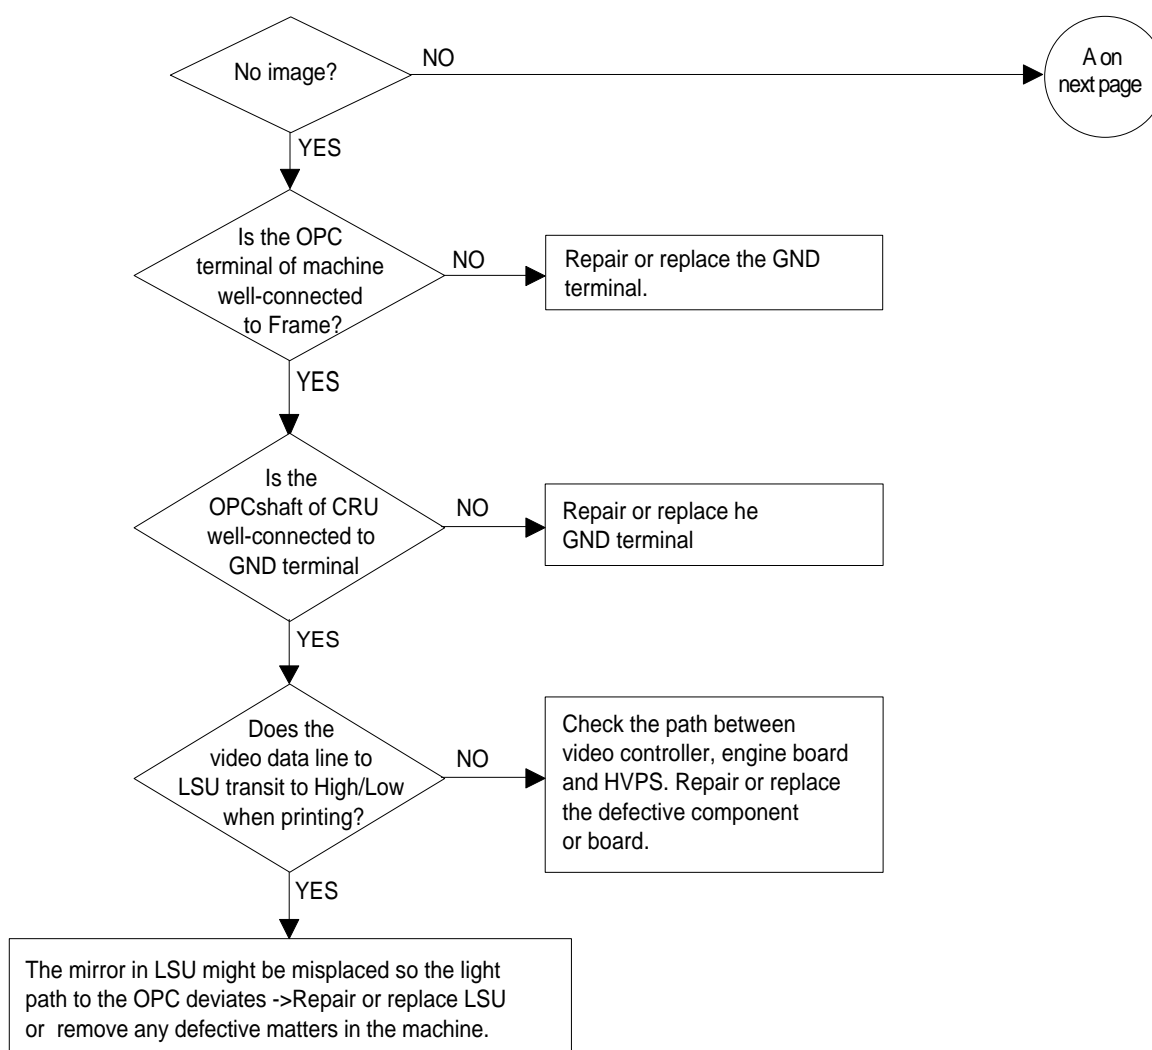 No image?
NO
A on
next page
YES
Is the OPC
terminal of machine
well-connected
to Frame?
NO
Repair or replace the GND
terminal.
YES
Is the
OPCshaft of CRU
well-connected to
GND terminal
NO
Repair or replace he
GND terminal
YES
Does the
video data line to
LSU transit to High/Low
when printing?
NO
Check the path between
video controller, engine board
and HVPS. Repair or replace
the defective component
or board.
YES
The mirror in LSU might be misplaced so the light
path to the OPC deviates ->Repair or replace LSU
or remove any defective matters in the machine.